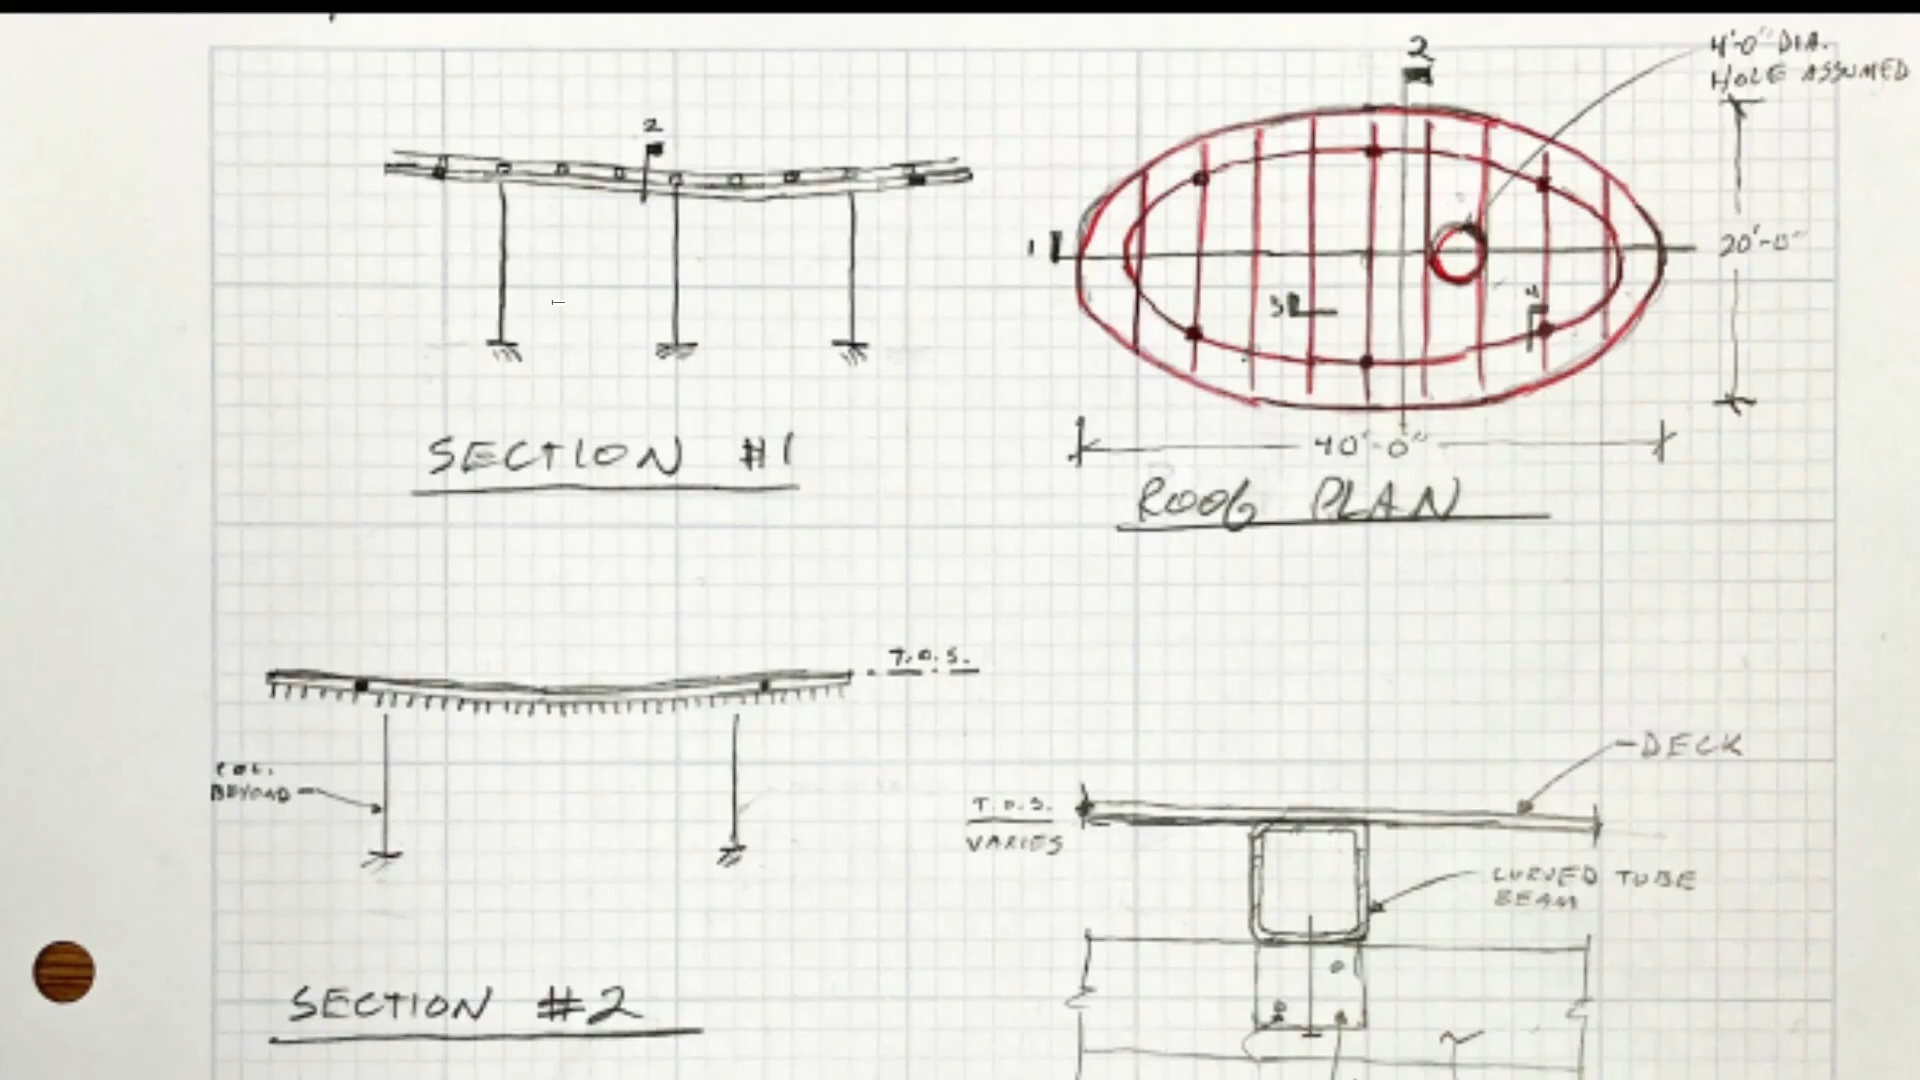 2
SECTION #1
2
4'-0" DIA.
HOLE ASSUMED
1
3
4
20'-0"
40'-0"
ROOF PLAN
T.O.S.
COL.
BEYOND
SECTION #2
DECK
T.O.S.
VARIES
CURVED TUBE
BEAM